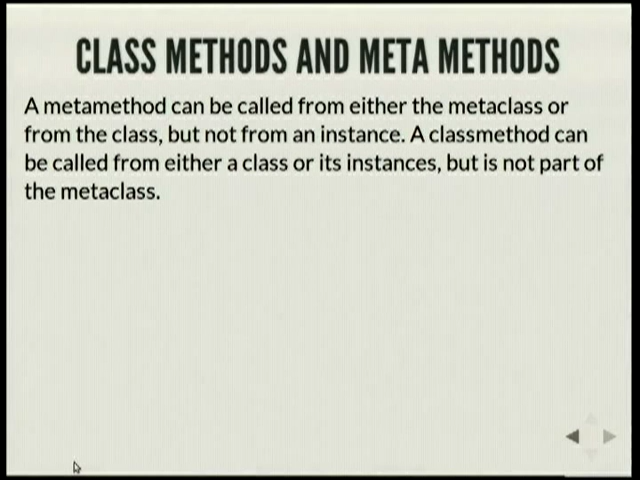 CLASS METHODS AND META METHODS
A metamethod can be called from either the metaclass or
from the class, but not from an instance. A classmethod can
be called from either a class or its instances, but is not part of
the metaclass.